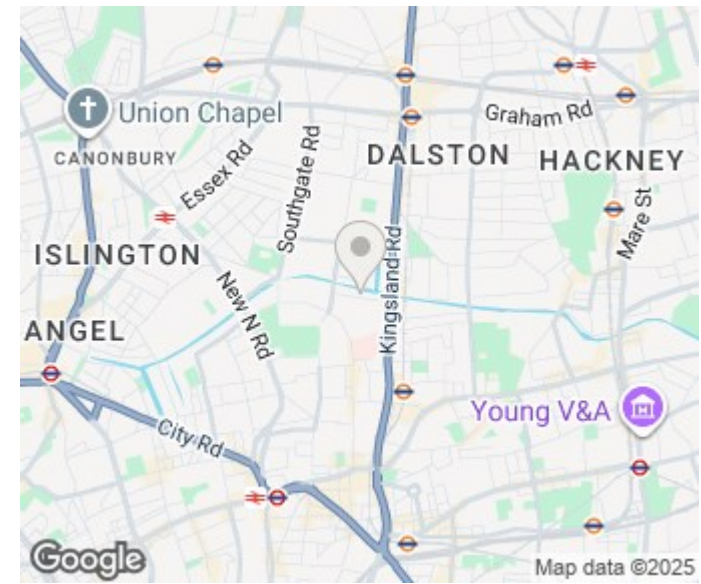 Union Chapel
Graham Rd
CANONBURY
Essex Rd
Southgate Rd
DALSTON
HACKNEY
Mare St
ISLINGTON
Kingsland Rd
New N Rd
ANGEL
Young V&A
City Rd
Google
Map data ©2025